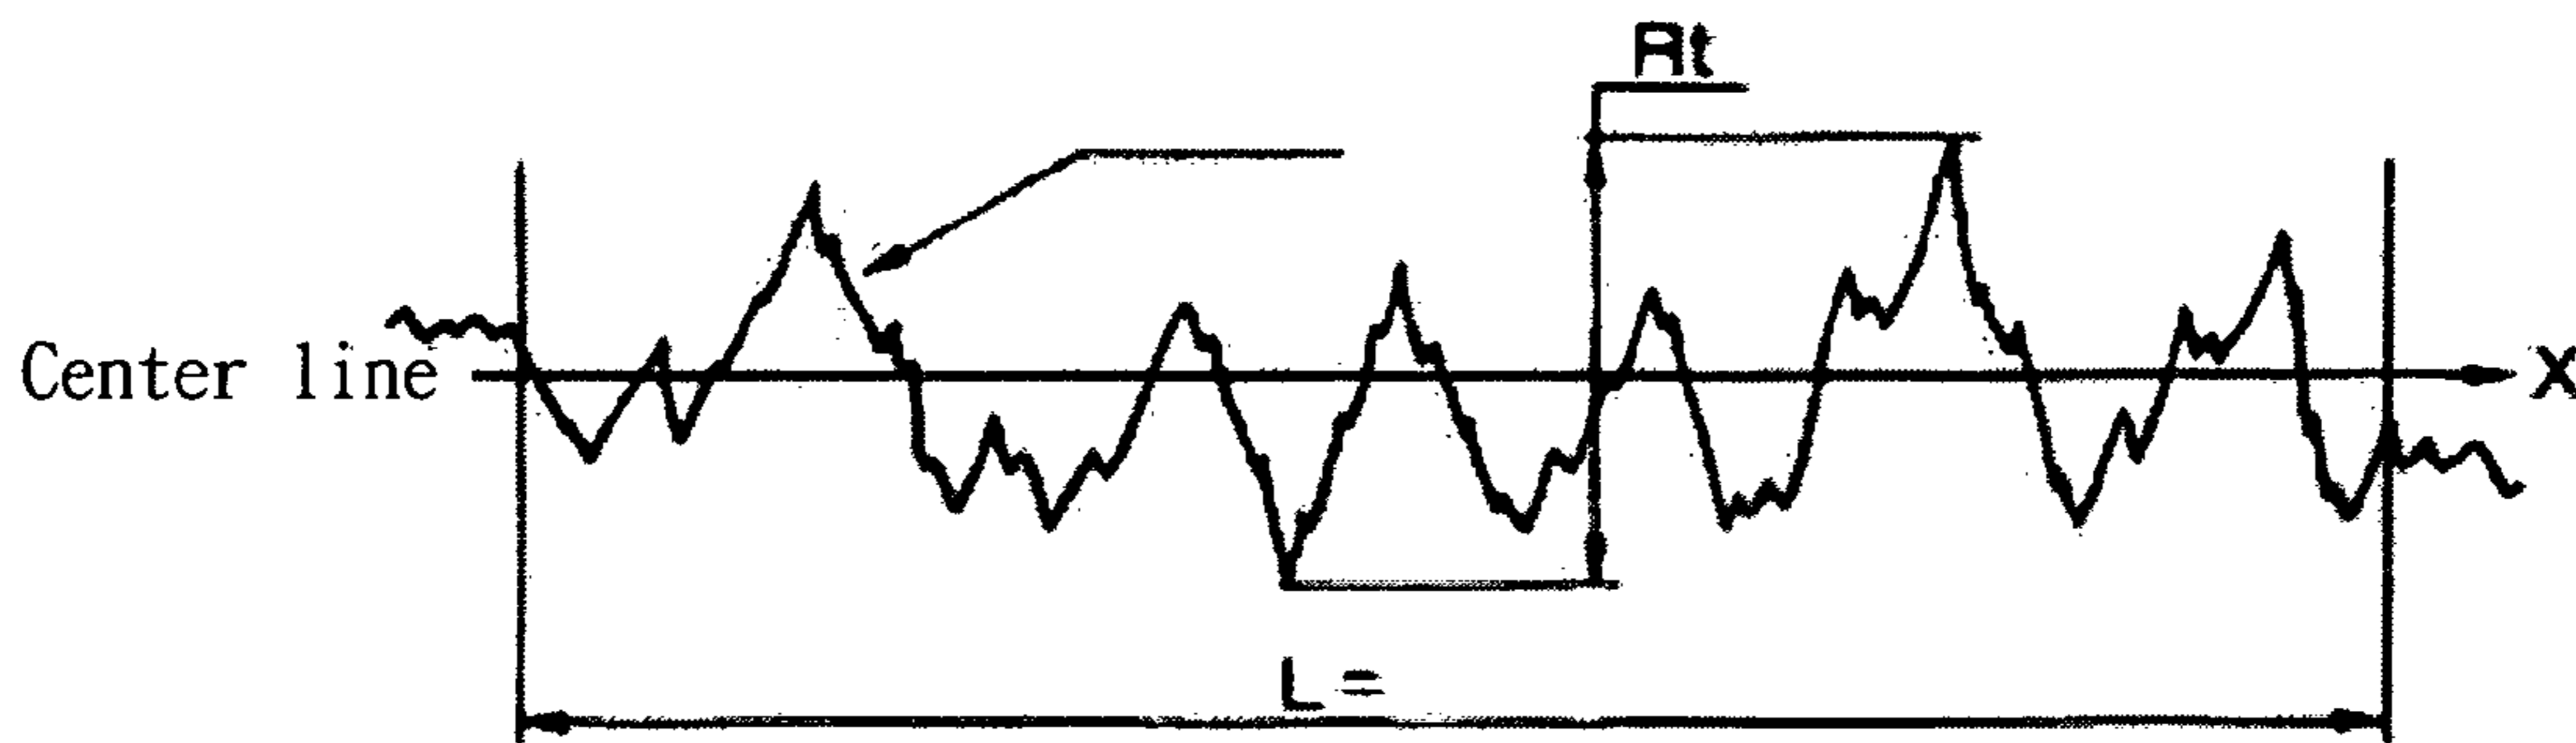 Rt
Center line
X
L =